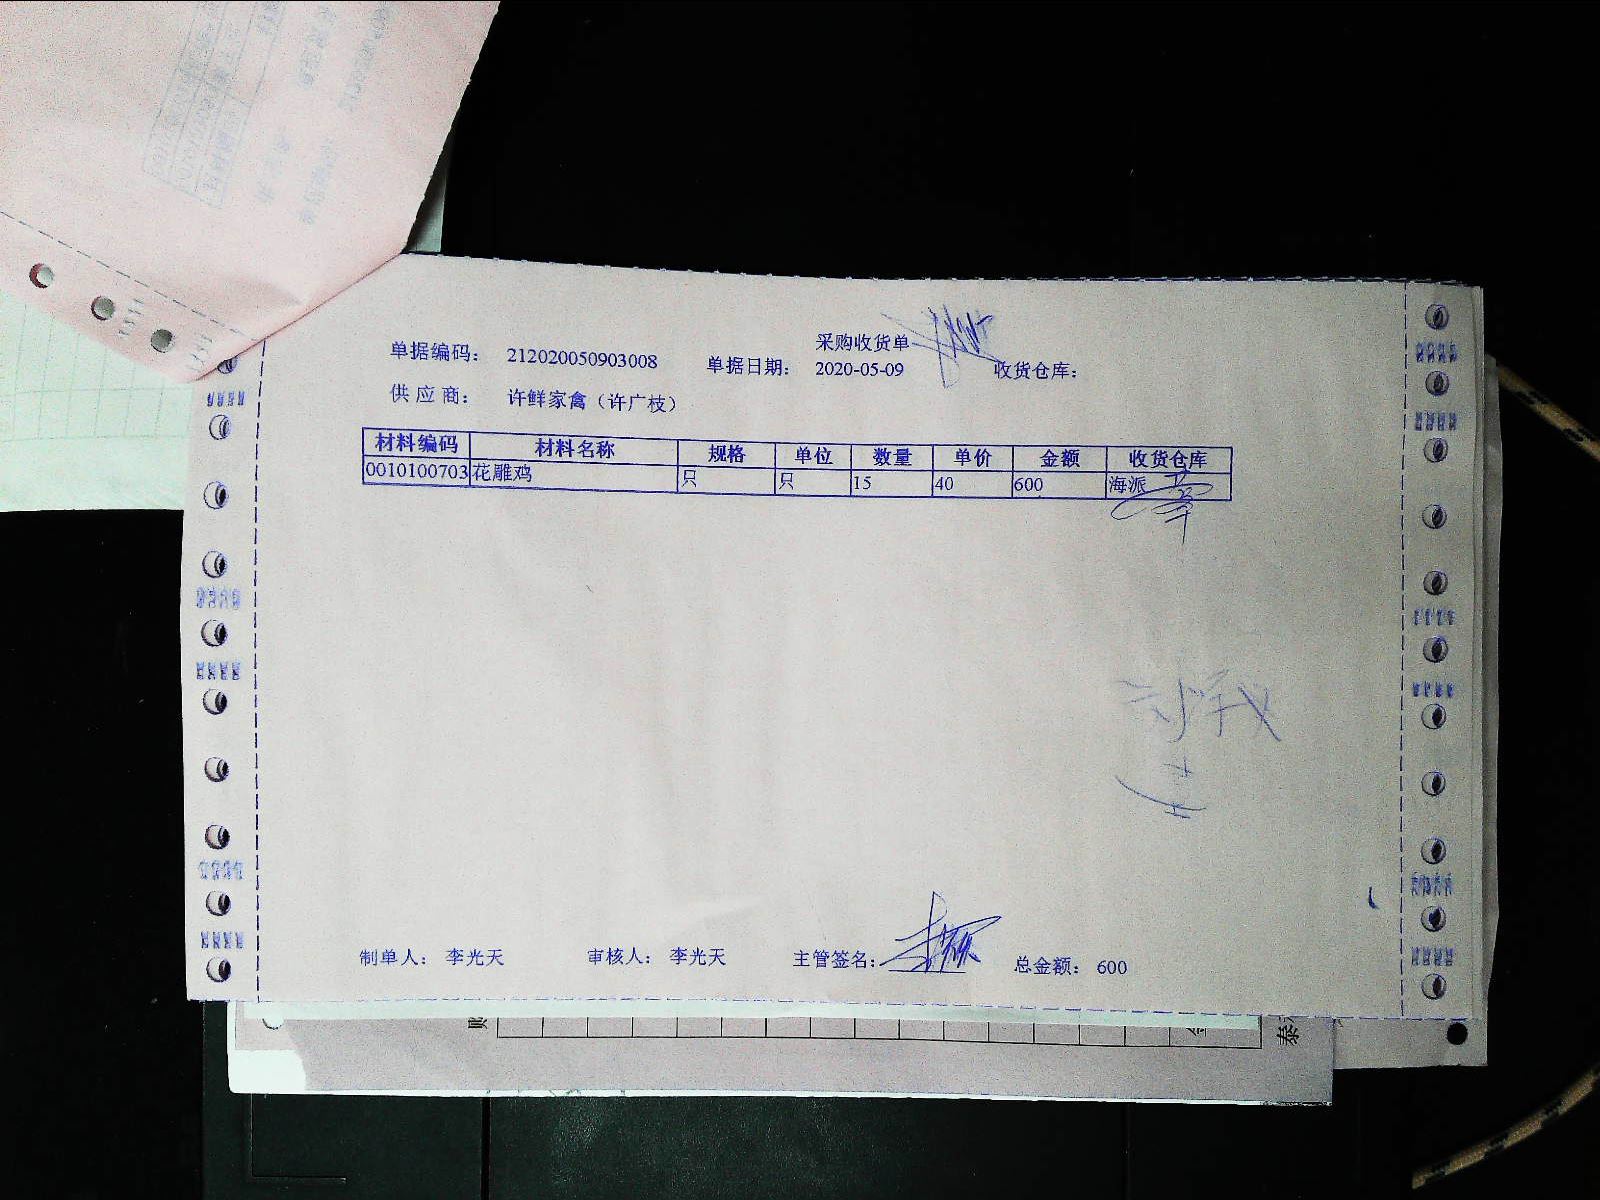 采购收货单
单据编码： 212020050903008 单据日期： 2020-05-09 收货仓库：
供应商： 许鲜家禽（许广枝）
材料编码 材料名称 规格 单位 数量 单价 金额 收货仓库
0010100703 花雕鸡 只 只 15 40 600 海派
制单人： 李光天 审核人： 李光天 主管签名： 总金额： 600